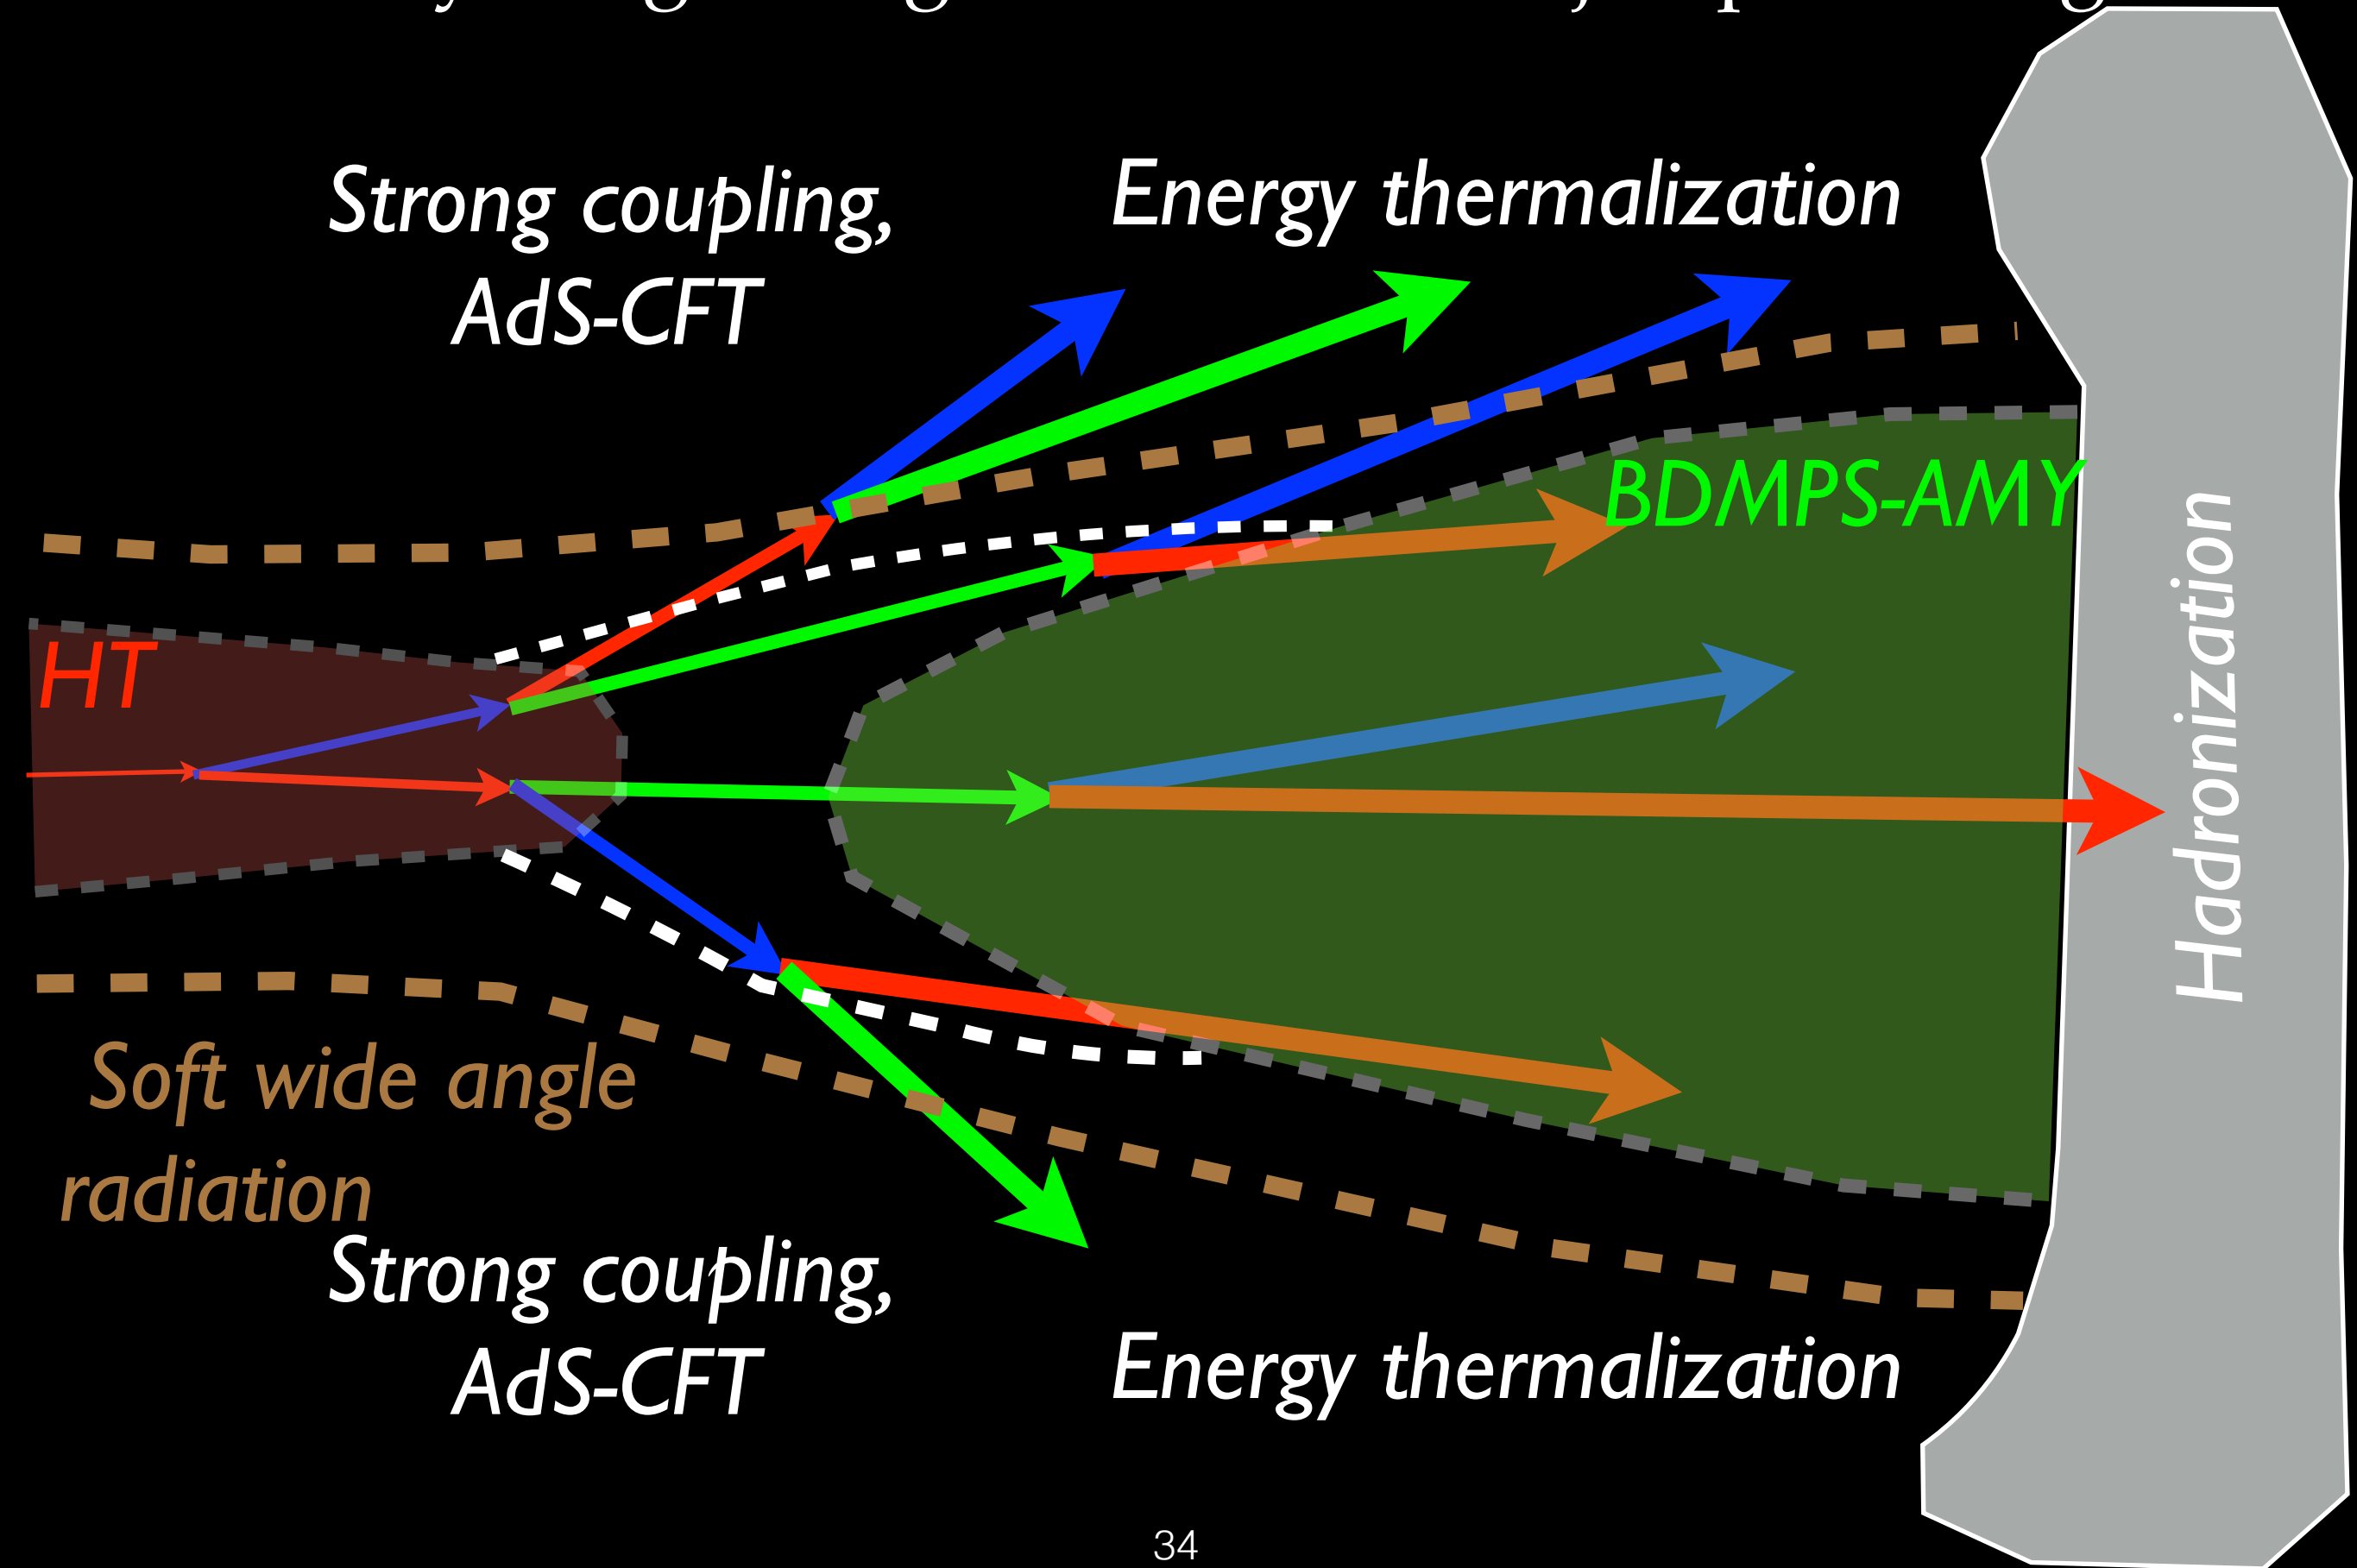 Strong coupling,
AdS-CFT
Energy thermalization
BDMPS-AMY
HT
Hadronization
Soft wide angle
radiation
Strong coupling,
AdS-CFT
Energy thermalization
34